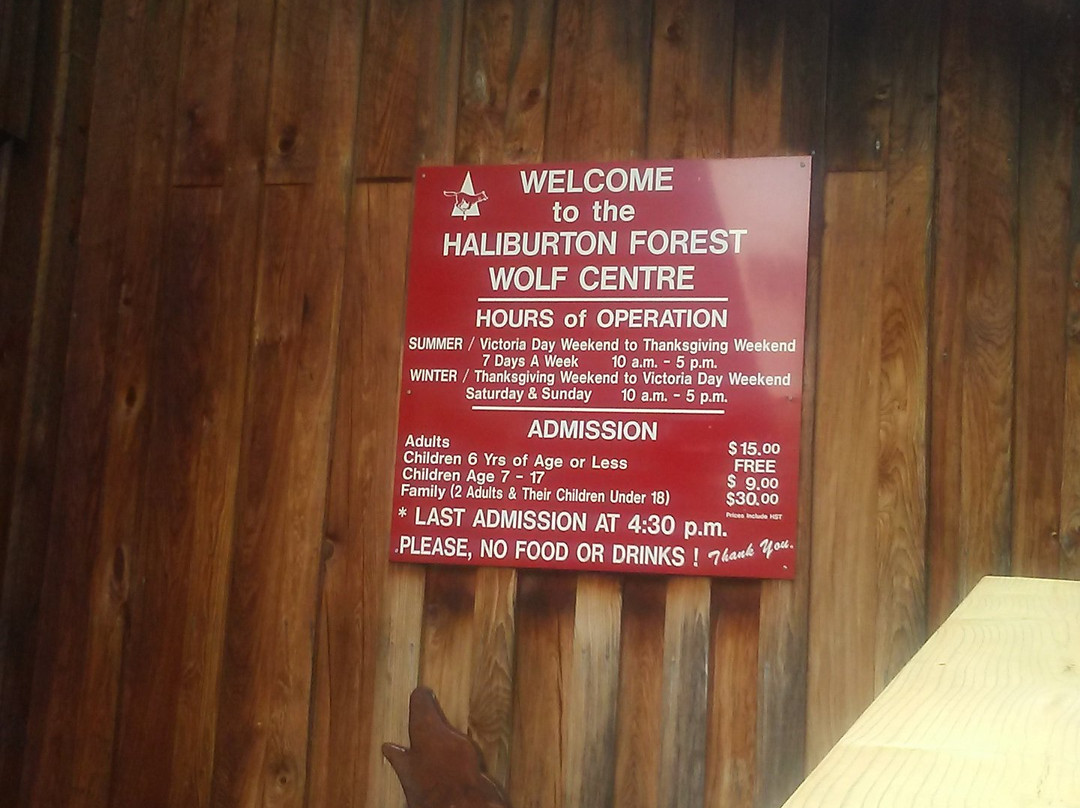 WELCOME
to the
HALIBURTON FOREST
WOLF CENTRE
HOURS of OPERATION
SUMMER / Victoria Day Weekend to Thanksgiving Weekend
7 Days A Week 10 a.m. - 5 p.m.
WINTER / Thanksgiving Weekend to Victoria Day Weekend
Saturday & Sunday 10 a.m. - 5 p.m.
ADMISSION
Adults $15.00
Children 6 Yrs of Age or Less FREE
Children Age 7 - 17 $ 9.00
Family (2 Adults & Their Children Under 18) $30.00
Prices Include HST
* LAST ADMISSION AT 4:30 p.m.
PLEASE, NO FOOD OR DRINKS ! Thank You.